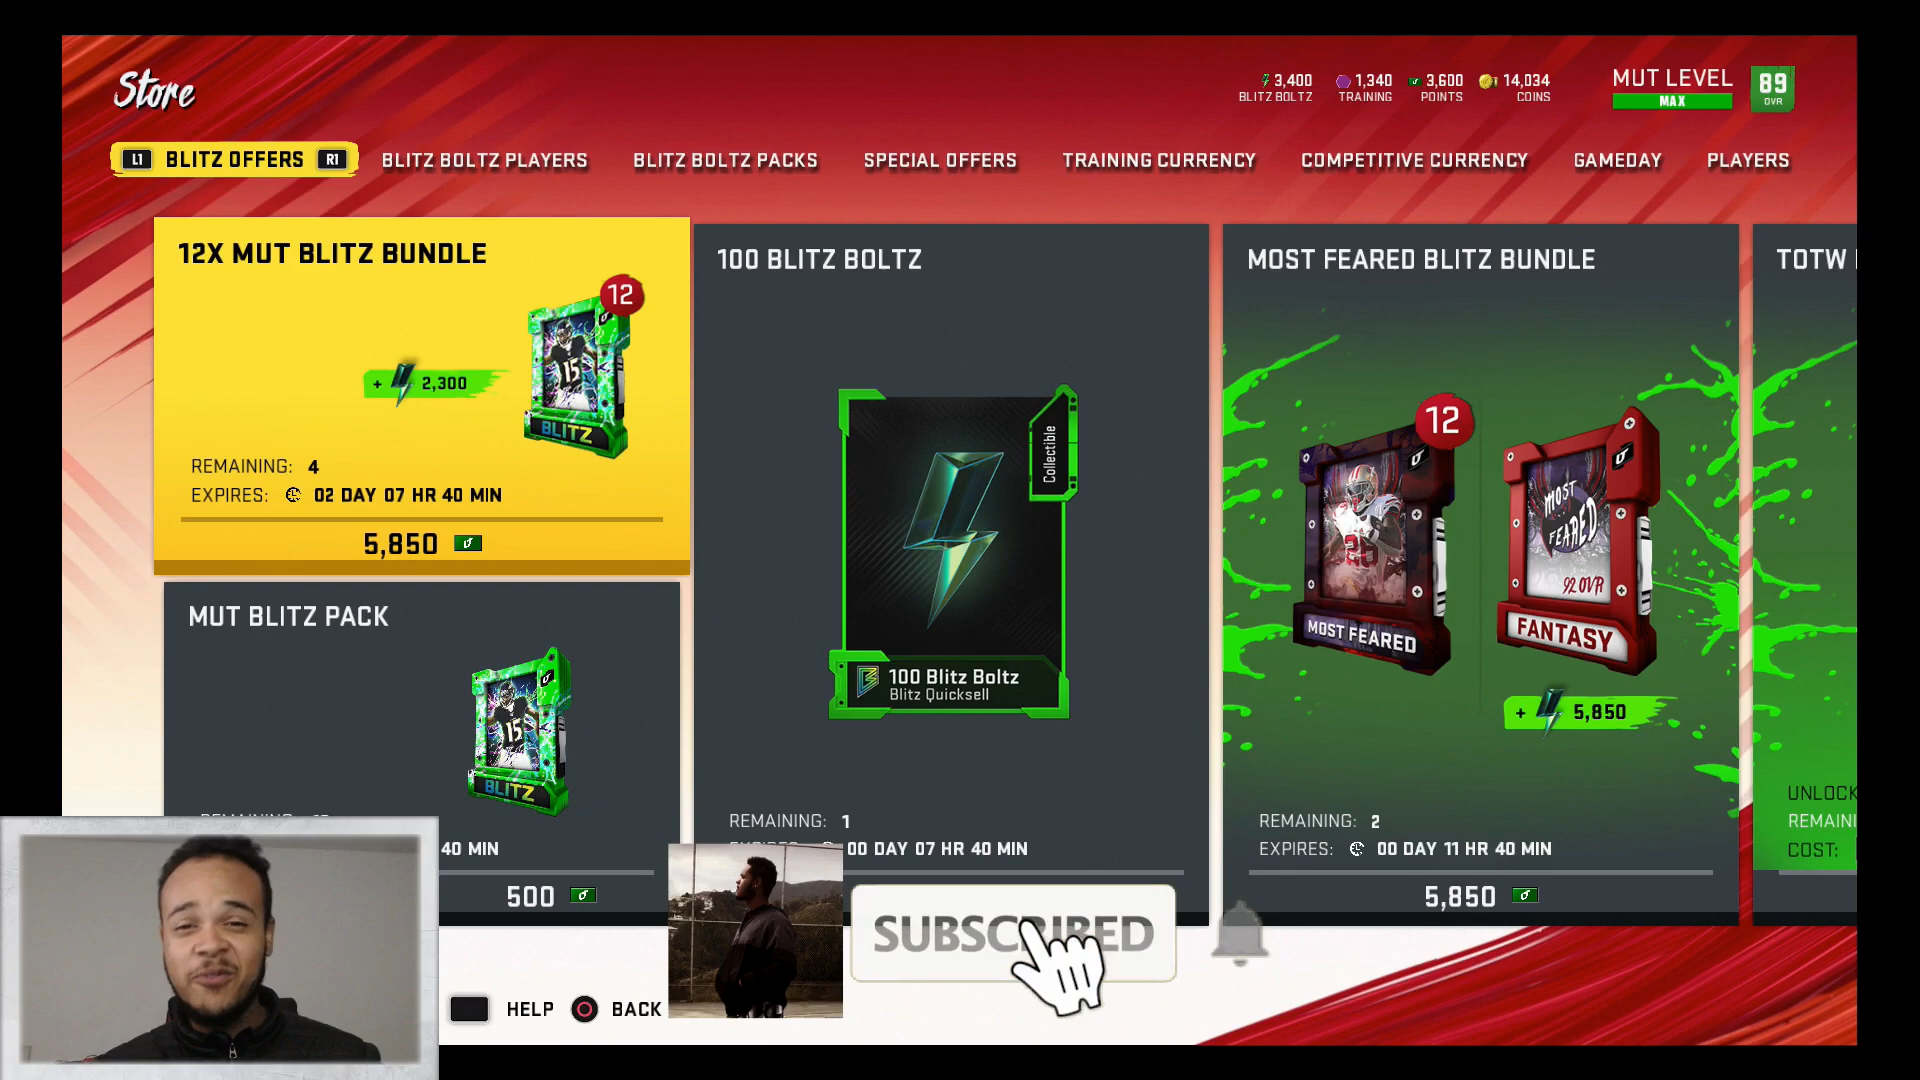 Store
3,400
BLITZ BOLTZ
1,340
TRAINING
3,600
POINTS
14,034
COINS
MUT LEVEL
MAX
89
OVR
L1 BLITZ OFFERS R1
BLITZ BOLTZ PLAYERS
BLITZ BOLTZ PACKS
SPECIAL OFFERS
TRAINING CURRENCY
COMPETITIVE CURRENCY
GAMEDAY
PLAYERS
12X MUT BLITZ BUNDLE
12
+ 2,300
15
BLITZ
REMAINING: 4
EXPIRES: 02 DAY 07 HR 40 MIN
5,850
MUT BLITZ PACK
15
BLITZ
40 MIN
500
100 BLITZ BOLTZ
Collectible
100 Blitz Boltz
Blitz Quicksell
REMAINING: 1
00 DAY 07 HR 40 MIN
MOST FEARED BLITZ BUNDLE
12
MOST FEARED
MOST
FEARED
92 OVR
FANTASY
+ 5,850
REMAINING: 2
EXPIRES: 00 DAY 11 HR 40 MIN
5,850
TOTW
UNLOCK
REMAINI
COST:
SUBSCRIBED
HELP
BACK